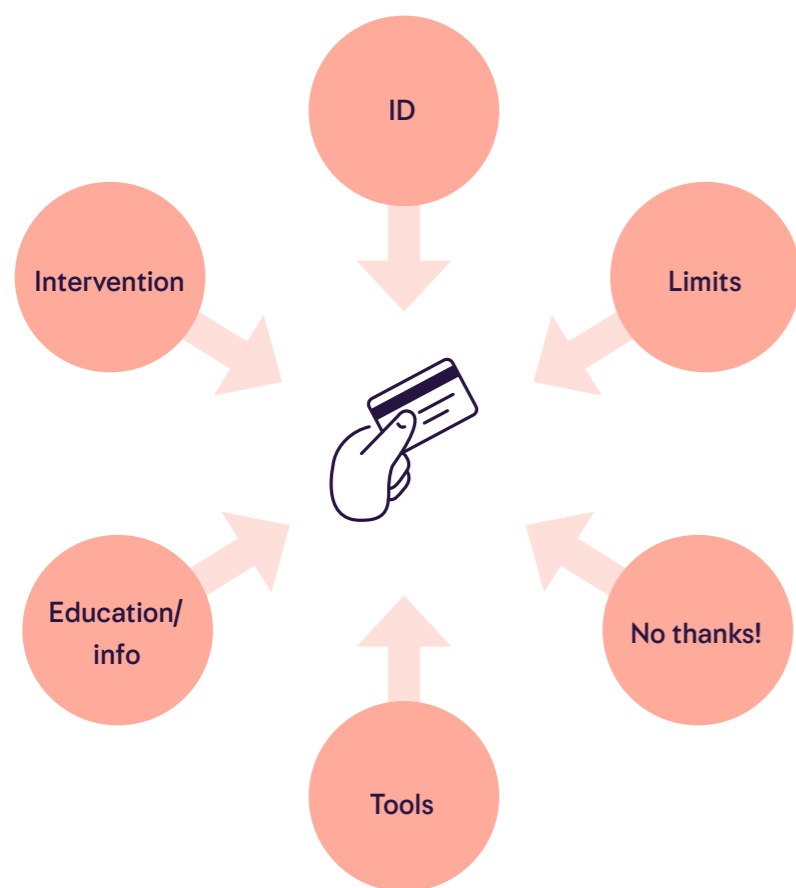 ID
Intervention
Limits
Education/
info
No thanks!
Tools